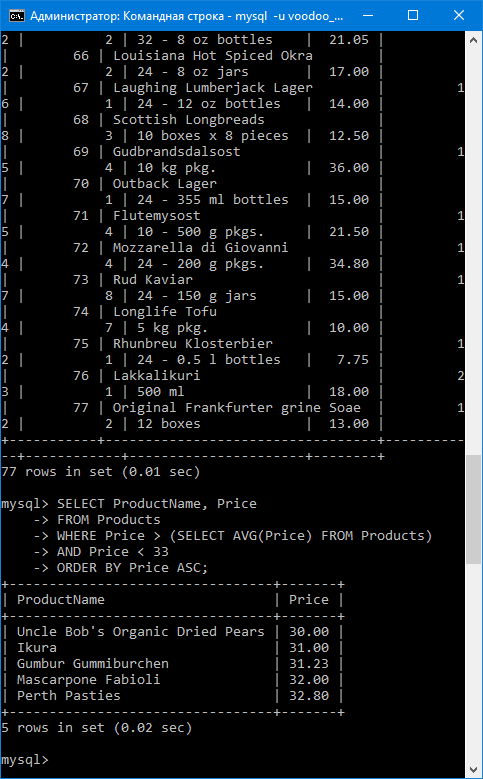 Администратор: Командная строка - mysql -u voodoo_...
2 |          2 | 32 - 8 oz bottles   |  21.05 |
|        66 | Louisiana Hot Spiced Okra        |
2 |          2 | 24 - 8 oz jars      |  17.00 |
|        67 | Laughing Lumberjack Lager        |         1
6 |          1 | 24 - 12 oz bottles  |  14.00 |
|        68 | Scottish Longbreads              |
8 |          3 | 10 boxes x 8 pieces |  12.50 |
|        69 | Gudbrandsdalsost                 |         1
5 |          4 | 10 kg pkg.          |  36.00 |
|        70 | Outback Lager                    |
7 |          1 | 24 - 355 ml bottles |  15.00 |
|        71 | Flutemysost                      |         1
5 |          4 | 10 - 500 g pkgs.    |  21.50 |
|        72 | Mozzarella di Giovanni           |         1
4 |          4 | 24 - 200 g pkgs.    |  34.80 |
|        73 | Rud Kaviar                       |         1
7 |          8 | 24 - 150 g jars     |  15.00 |
|        74 | Longlife Tofu                    |
4 |          7 | 5 kg pkg.           |  10.00 |
|        75 | Rhunbreu Klosterbier             |         1
2 |          1 | 24 - 0.5 l bottles  |   7.75 |
|        76 | Lakkalikuri                      |         2
3 |          1 | 500 ml              |  18.00 |
|        77 | Original Frankfurter grine Soae  |         1
2 |          2 | 12 boxes            |  13.00 |
+-----------+----------------------------------+----------
--+------------+---------------------+--------+
77 rows in set (0.01 sec)
mysql> SELECT ProductName, Price
    -> FROM Products
    -> WHERE Price > (SELECT AVG(Price) FROM Products)
    -> AND Price < 33
    -> ORDER BY Price ASC;
+---------------------------------+-------+
| ProductName                     | Price |
+---------------------------------+-------+
| Uncle Bob's Organic Dried Pears | 30.00 |
| Ikura                           | 31.00 |
| Gumbur Gummiburchen             | 31.23 |
| Mascarpone Fabioli              | 32.00 |
| Perth Pasties                   | 32.80 |
+---------------------------------+-------+
5 rows in set (0.02 sec)
mysql>